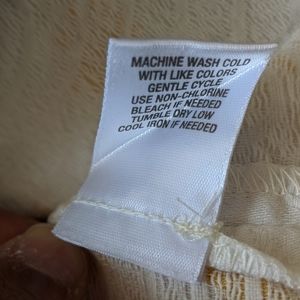 MACHINE WASH COLD
WITH LIKE COLORS
GENTLE CYCLE
USE NON-CHLORINE
BLEACH IF NEEDED
TUMBLE DRY LOW
COOL IRON IF NEEDED